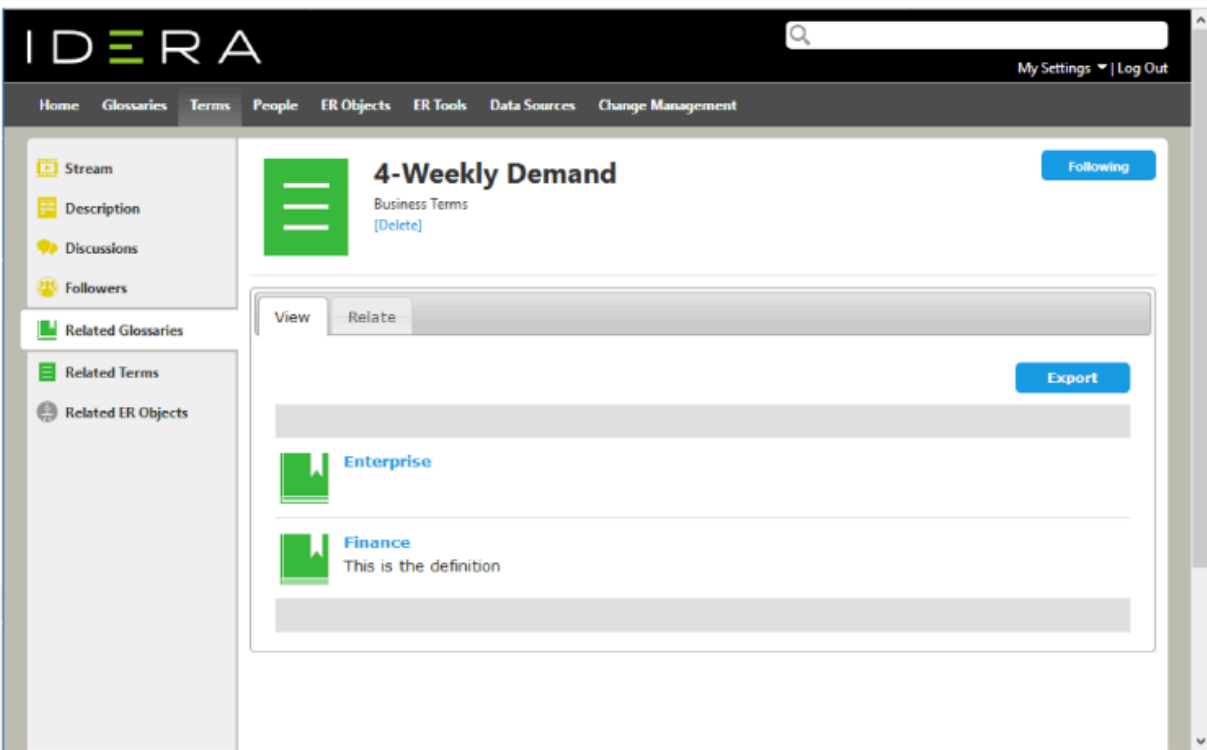 IDERA
My Settings | Log Out
Home Glossaries Terms People ER Objects ER Tools Data Sources Change Management
Stream
Description
Discussions
Followers
Related Glossaries
Related Terms
Related ER Objects
4-Weekly Demand
Following
Business Terms
[Delete]
View Relate
Export
Enterprise
Finance
This is the definition